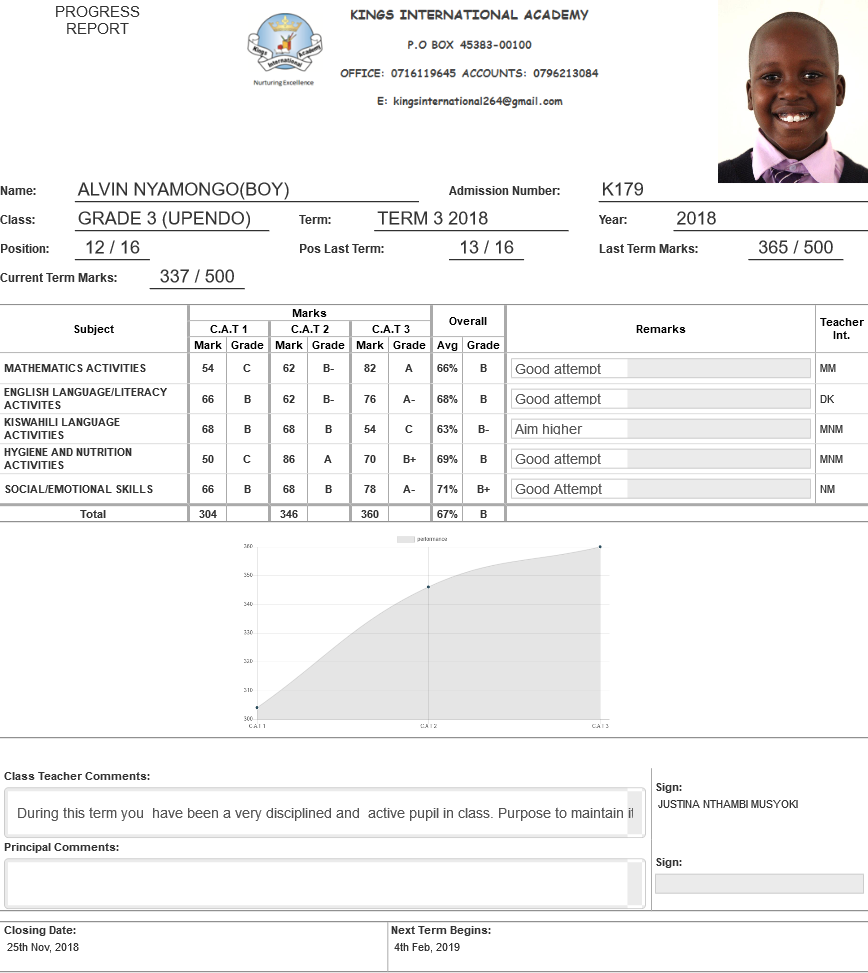 PROGRESS
REPORT
KINGS INTERNATIONAL ACADEMY
P.O BOX 45383-00100
OFFICE: 0716119645 ACCOUNTS: 0796213084
E: kingsinternational264@gmail.com
Kings Academy
International
Nurturing Excellence
Name: ALVIN NYAMONGO(BOY) Admission Number: K179
Class: GRADE 3 (UPENDO) Term: TERM 3 2018 Year: 2018
Position: 12 / 16 Pos Last Term: 13 / 16 Last Term Marks: 365 / 500
Current Term Marks: 337 / 500
Subject Marks Overall Remarks Teacher Int.
C.A.T 1 C.A.T 2 C.A.T 3
Mark Grade Mark Grade Mark Grade Avg Grade
MATHEMATICS ACTIVITIES 54 C 62 B- 82 A 66% B Good attempt MM
ENGLISH LANGUAGE/LITERACY
ACTIVITES 66 B 62 B- 76 A- 68% B Good attempt DK
KISWAHILI LANGUAGE
ACTIVITIES 68 B 68 B 54 C 63% B- Aim higher MNM
HYGIENE AND NUTRITION
ACTIVITIES 50 C 86 A 70 B+ 69% B Good attempt MNM
SOCIAL/EMOTIONAL SKILLS 66 B 68 B 78 A- 71% B+ Good Attempt NM
Total 304 346 360 67% B
performance
360
350
340
330
320
310
300
C.A.T 1 C.A.T 2 C.A.T 3
Class Teacher Comments:
During this term you have been a very disciplined and active pupil in class. Purpose to maintain it
Sign:
JUSTINA NTHAMBI MUSYOKI
Principal Comments:
Sign:
Closing Date:
25th Nov, 2018
Next Term Begins:
4th Feb, 2019